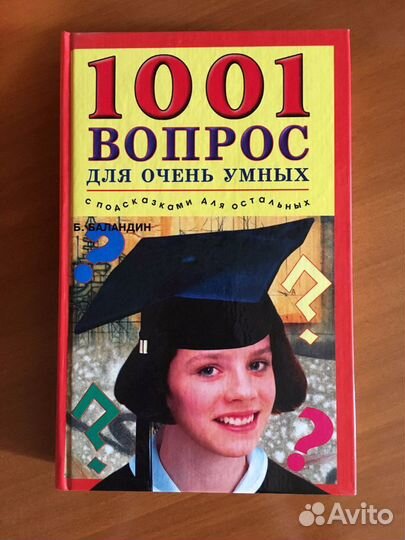 1001
ВОПРОС
ДЛЯ ОЧЕНЬ УМНЫХ
С ПОДСКАЗКАМИ ДЛЯ ОСТАЛЬНЫХ
Б. БАЛАНДИН
?
?
?
?
Avito